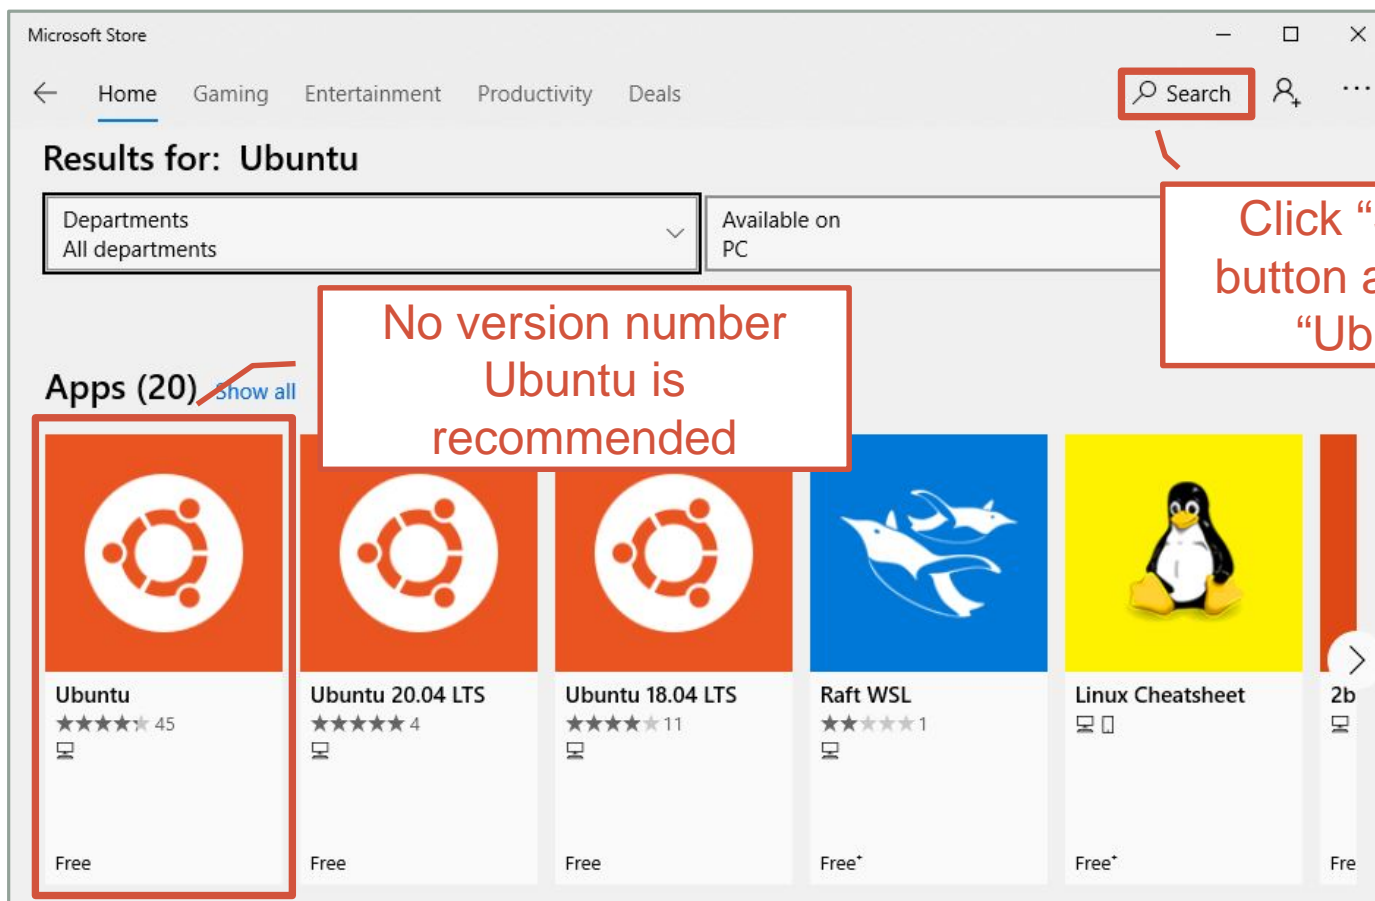 Microsoft Store
Home Gaming Entertainment Productivity Deals Search
Results for: Ubuntu
Departments
All departments
Available on
PC
Click “
button
“Ub
No version number
Ubuntu is
recommended
Apps (20) Show all
Ubuntu
45
Free
Ubuntu 20.04 LTS
4
Free
Ubuntu 18.04 LTS
11
Free
Raft WSL
1
Free+
Linux Cheatsheet
Free+
2b
Fre